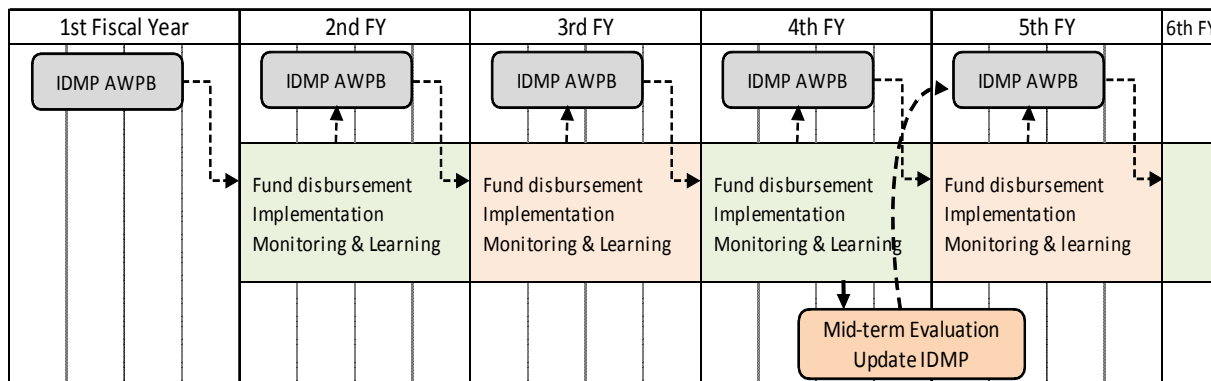 1st Fiscal Year
2nd FY
3rd FY
4th FY
5th FY
6th FY
IDMP AWPB
IDMP AWPB
IDMP AWPB
IDMP AWPB
IDMP AWPB
Fund disbursement
Implementation
Monitoring & Learning
Fund disbursement
Implementation
Monitoring & Learning
Fund disbursement
Implementation
Monitoring & Learning
Fund disbursement
Implementation
Monitoring & learning
Mid-term Evaluation
Update IDMP